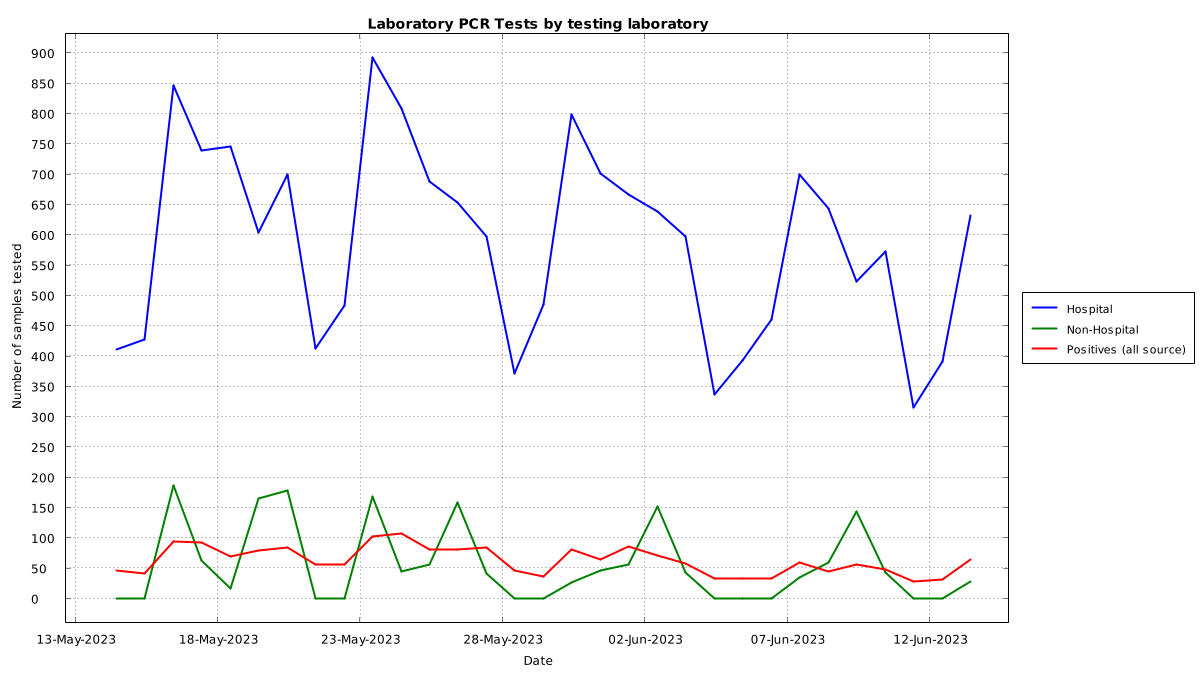 Laboratory PCR Tests by testing laboratory
900
850
800
750
700
650
600
550
500
450
400
350
300
250
200
150
100
50
0
Number of samples tested
13-May-2023 18-May-2023 23-May-2023 28-May-2023 02-Jun-2023 07-Jun-2023 12-Jun-2023
Date
Hospital
Non-Hospital
Positives (all source)